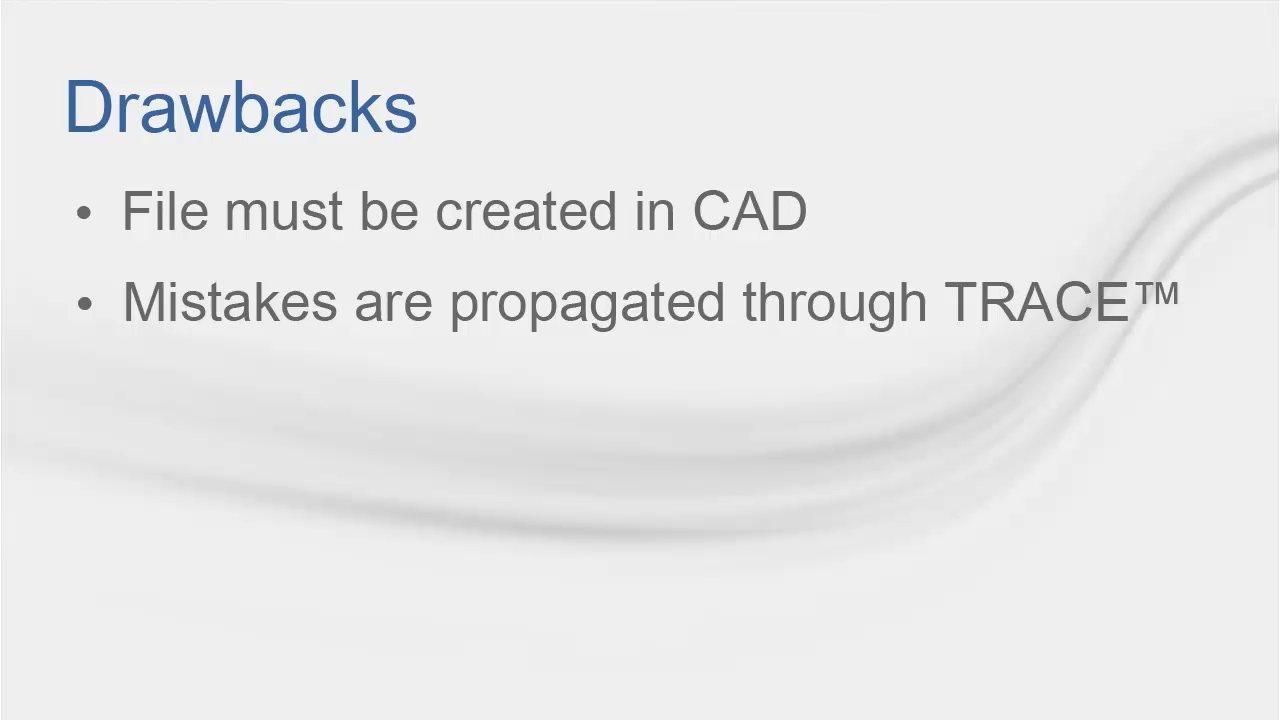 Drawbacks
• File must be created in CAD
• Mistakes are propagated through TRACE™